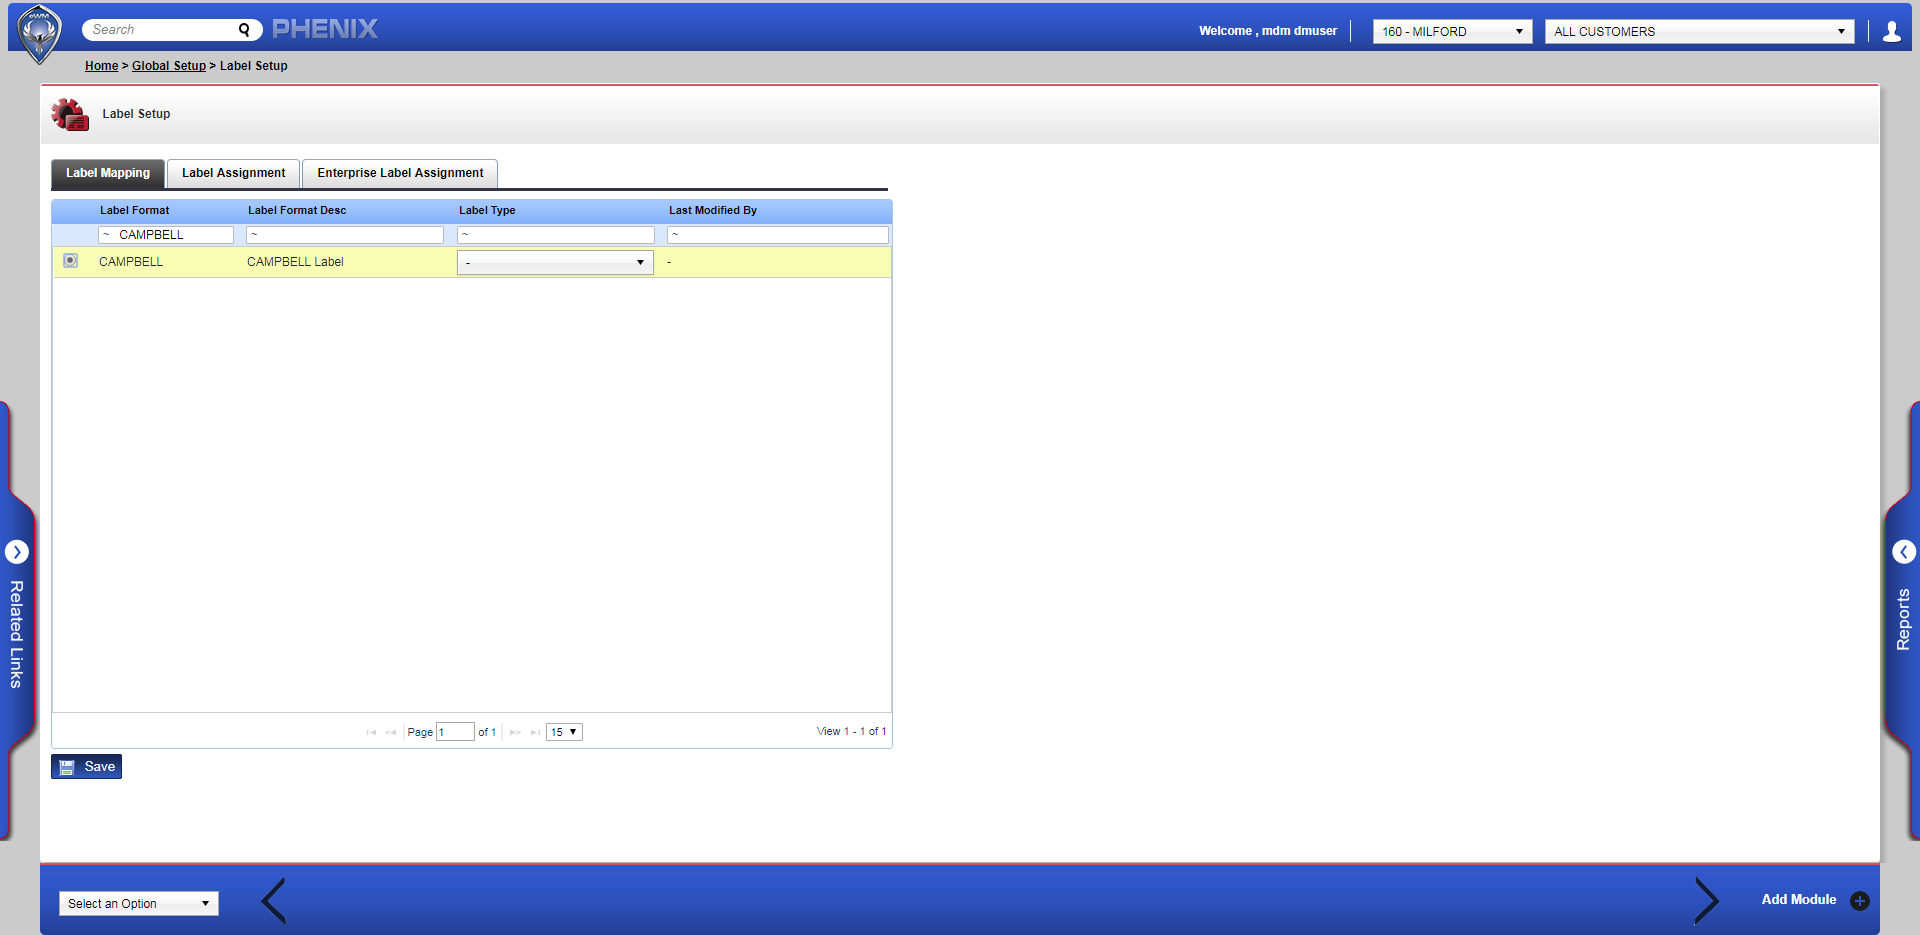 eWM
Search
PHENIX
Welcome , mdm dmuser
160 - MILFORD
ALL CUSTOMERS
Home > Global Setup > Label Setup
Label Setup
Label Mapping
Label Assignment
Enterprise Label Assignment
Label Format
Label Format Desc
Label Type
Last Modified By
~ CAMPBELL
~
~
~
CAMPBELL
CAMPBELL Label
-
-
Page 1 of 1
15
View 1 - 1 of 1
Save
Related Links
Reports
Select an Option
Add Module